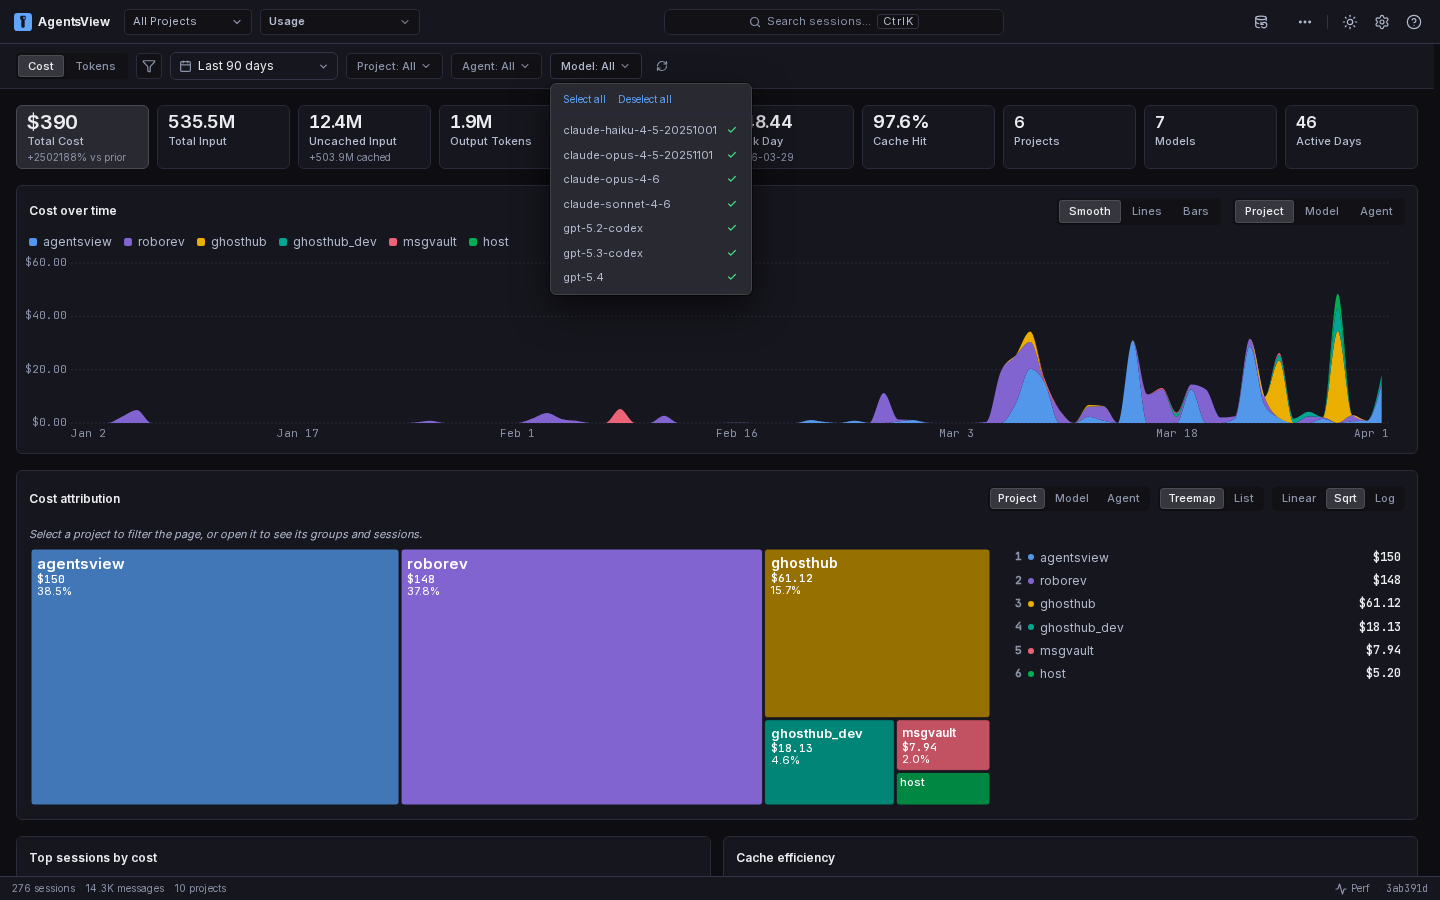 AgentsView
All Projects
Usage
Search sessions... CtrlK
Cost
Tokens
Last 90 days
Project: All
Agent: All
Model: All
Select all
Deselect all
claude-haiku-4-5-20251001
claude-opus-4-5-20251101
claude-opus-4-6
claude-sonnet-4-6
gpt-5.2-codex
gpt-5.3-codex
gpt-5.4
$390
Total Cost
+2502188% vs prior
535.5M
Total Input
12.4M
Uncached Input
+503.9M cached
1.9M
Output Tokens
8.44
k Day
6-03-29
97.6%
Cache Hit
6
Projects
7
Models
46
Active Days
Cost over time
Smooth
Lines
Bars
Project
Model
Agent
agentsview
roborev
ghosthub
ghosthub_dev
msgvault
host
$60.00
$40.00
$20.00
$0.00
Jan 2
Jan 17
Feb 1
Feb 16
Mar 3
Mar 18
Apr 1
Cost attribution
Project
Model
Agent
Treemap
List
Linear
Sqrt
Log
Select a project to filter the page, or open it to see its groups and sessions.
agentsview
$150
38.5%
roborev
$148
37.8%
ghosthub
$61.12
15.7%
ghosthub_dev
$18.13
4.6%
msgvault
$7.94
2.0%
host
1 agentsview $150
2 roborev $148
3 ghosthub $61.12
4 ghosthub_dev $18.13
5 msgvault $7.94
6 host $5.20
Top sessions by cost
Cache efficiency
276 sessions
14.3K messages
10 projects
Perf
3ab391d